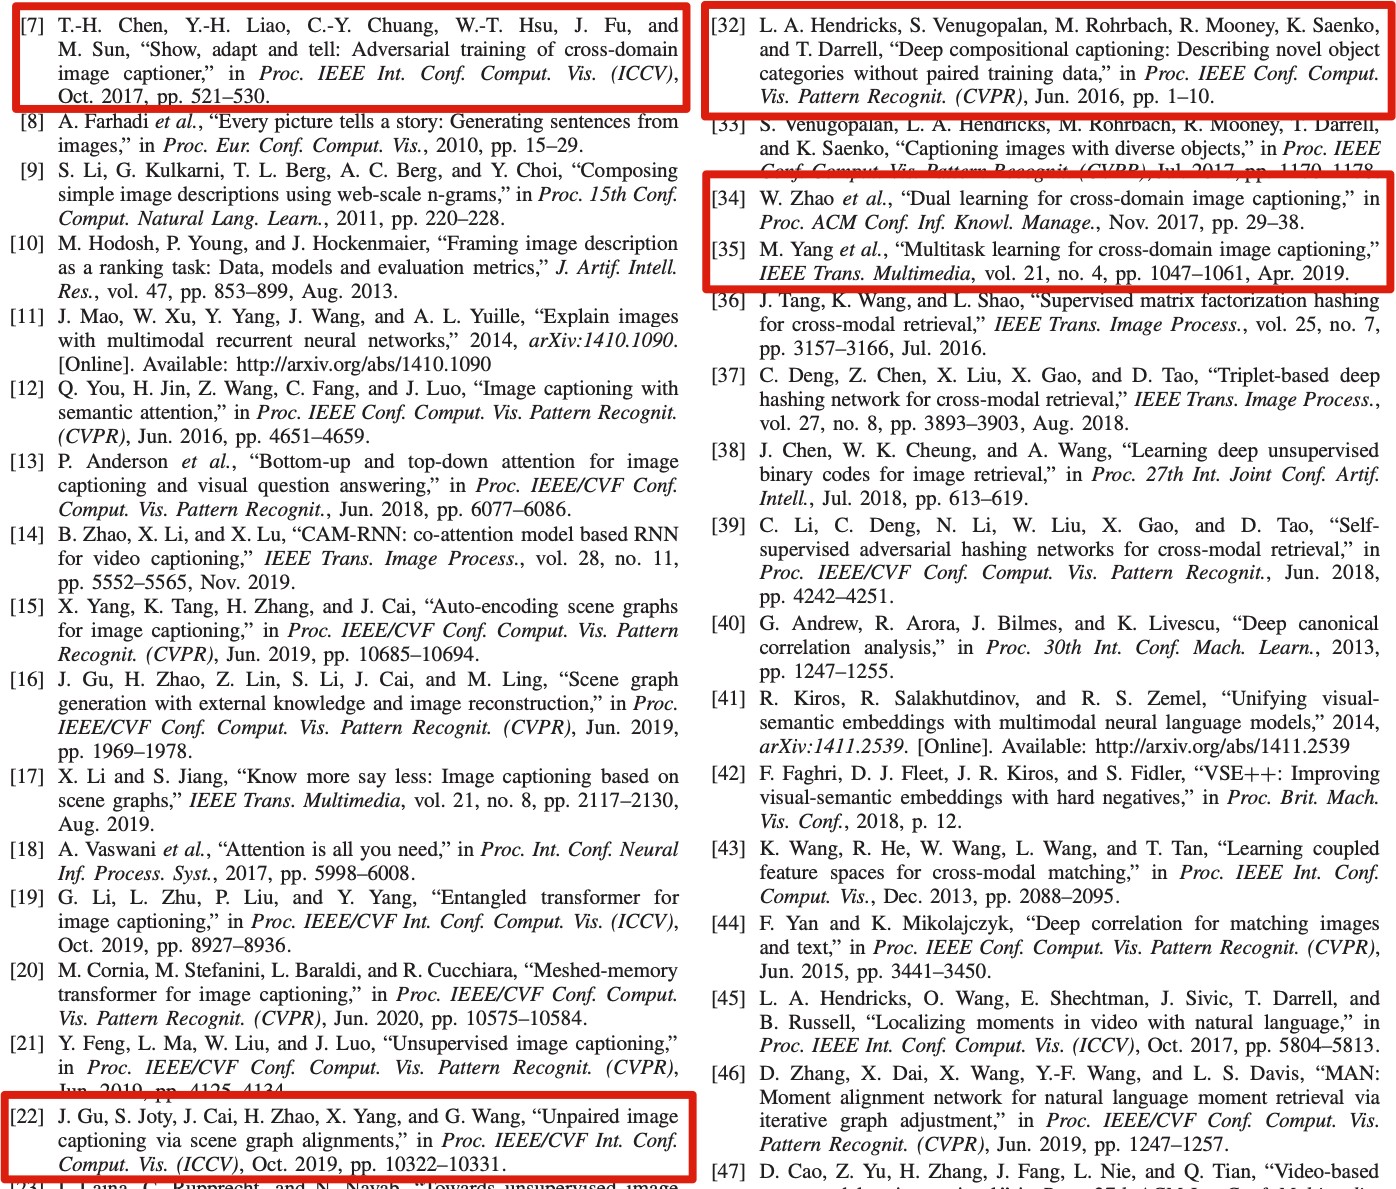 [7] T.-H. Chen, Y.-H. Liao, C.-Y. Chuang, W.-T. Hsu, J. Fu, and
M. Sun, “Show, adapt and tell: Adversarial training of cross-domain
image captioner,” in Proc. IEEE Int. Conf. Comput. Vis. (ICCV),
Oct. 2017, pp. 521–530.
[8] A. Farhadi et al., “Every picture tells a story: Generating sentences from
images,” in Proc. Eur. Conf. Comput. Vis., 2010, pp. 15–29.
[9] S. Li, G. Kulkarni, T. L. Berg, A. C. Berg, and Y. Choi, “Composing
simple image descriptions using web-scale n-grams,” in Proc. 15th Conf.
Comput. Natural Lang. Learn., 2011, pp. 220–228.
[10] M. Hodosh, P. Young, and J. Hockenmaier, “Framing image description
as a ranking task: Data, models and evaluation metrics,” J. Artif. Intell.
Res., vol. 47, pp. 853–899, Aug. 2013.
[11] J. Mao, W. Xu, Y. Yang, J. Wang, and A. L. Yuille, “Explain images
with multimodal recurrent neural networks,” 2014, arXiv:1410.1090.
[Online]. Available: http://arxiv.org/abs/1410.1090
[12] Q. You, H. Jin, Z. Wang, C. Fang, and J. Luo, “Image captioning with
semantic attention,” in Proc. IEEE Conf. Comput. Vis. Pattern Recognit.
(CVPR), Jun. 2016, pp. 4651–4659.
[13] P. Anderson et al., “Bottom-up and top-down attention for image
captioning and visual question answering,” in Proc. IEEE/CVF Conf.
Comput. Vis. Pattern Recognit., Jun. 2018, pp. 6077–6086.
[14] B. Zhao, X. Li, and X. Lu, “CAM-RNN: co-attention model based RNN
for video captioning,” IEEE Trans. Image Process., vol. 28, no. 11,
pp. 5552–5565, Nov. 2019.
[15] X. Yang, K. Tang, H. Zhang, and J. Cai, “Auto-encoding scene graphs
for image captioning,” in Proc. IEEE/CVF Conf. Comput. Vis. Pattern
Recognit. (CVPR), Jun. 2019, pp. 10685–10694.
[16] J. Gu, H. Zhao, Z. Lin, S. Li, J. Cai, and M. Ling, “Scene graph
generation with external knowledge and image reconstruction,” in Proc.
IEEE/CVF Conf. Comput. Vis. Pattern Recognit. (CVPR), Jun. 2019,
pp. 1969–1978.
[17] X. Li and S. Jiang, “Know more say less: Image captioning based on
scene graphs,” IEEE Trans. Multimedia, vol. 21, no. 8, pp. 2117–2130,
Aug. 2019.
[18] A. Vaswani et al., “Attention is all you need,” in Proc. Int. Conf. Neural
Inf. Process. Syst., 2017, pp. 5998–6008.
[19] G. Li, L. Zhu, P. Liu, and Y. Yang, “Entangled transformer for
image captioning,” in Proc. IEEE/CVF Int. Conf. Comput. Vis. (ICCV),
Oct. 2019, pp. 8927–8936.
[20] M. Cornia, M. Stefanini, L. Baraldi, and R. Cucchiara, “Meshed-memory
transformer for image captioning,” in Proc. IEEE/CVF Conf. Comput.
Vis. Pattern Recognit. (CVPR), Jun. 2020, pp. 10575–10584.
[21] Y. Feng, L. Ma, W. Liu, and J. Luo, “Unsupervised image captioning,”
in Proc. IEEE/CVF Conf. Comput. Vis. Pattern Recognit. (CVPR),
Jun. 2019, pp. 4125–4134.
[22] J. Gu, S. Joty, J. Cai, H. Zhao, X. Yang, and G. Wang, “Unpaired image
captioning via scene graph alignments,” in Proc. IEEE/CVF Int. Conf.
Comput. Vis. (ICCV), Oct. 2019, pp. 10322–10331.
[32] L. A. Hendricks, S. Venugopalan, M. Rohrbach, R. Mooney, K. Saenko,
and T. Darrell, “Deep compositional captioning: Describing novel object
categories without paired training data,” in Proc. IEEE Conf. Comput.
Vis. Pattern Recognit. (CVPR), Jun. 2016, pp. 1–10.
[33] S. Venugopalan, L. A. Hendricks, M. Rohrbach, R. Mooney, T. Darrell,
and K. Saenko, “Captioning images with diverse objects,” in Proc. IEEE
Conf. Comput. Vis. Pattern Recognit. (CVPR), Jul. 2017, pp. 1170–1178.
[34] W. Zhao et al., “Dual learning for cross-domain image captioning,” in
Proc. ACM Conf. Inf. Knowl. Manage., Nov. 2017, pp. 29–38.
[35] M. Yang et al., “Multitask learning for cross-domain image captioning,”
IEEE Trans. Multimedia, vol. 21, no. 4, pp. 1047–1061, Apr. 2019.
[36] J. Tang, K. Wang, and L. Shao, “Supervised matrix factorization hashing
for cross-modal retrieval,” IEEE Trans. Image Process., vol. 25, no. 7,
pp. 3157–3166, Jul. 2016.
[37] C. Deng, Z. Chen, X. Liu, X. Gao, and D. Tao, “Triplet-based deep
hashing network for cross-modal retrieval,” IEEE Trans. Image Process.,
vol. 27, no. 8, pp. 3893–3903, Aug. 2018.
[38] J. Chen, W. K. Cheung, and A. Wang, “Learning deep unsupervised
binary codes for image retrieval,” in Proc. 27th Int. Joint Conf. Artif.
Intell., Jul. 2018, pp. 613–619.
[39] C. Li, C. Deng, N. Li, W. Liu, X. Gao, and D. Tao, “Self-
supervised adversarial hashing networks for cross-modal retrieval,” in
Proc. IEEE/CVF Conf. Comput. Vis. Pattern Recognit., Jun. 2018,
pp. 4242–4251.
[40] G. Andrew, R. Arora, J. Bilmes, and K. Livescu, “Deep canonical
correlation analysis,” in Proc. 30th Int. Conf. Mach. Learn., 2013,
pp. 1247–1255.
[41] R. Kiros, R. Salakhutdinov, and R. S. Zemel, “Unifying visual-
semantic embeddings with multimodal neural language models,” 2014,
arXiv:1411.2539. [Online]. Available: http://arxiv.org/abs/1411.2539
[42] F. Faghri, D. J. Fleet, J. R. Kiros, and S. Fidler, “VSE++: Improving
visual-semantic embeddings with hard negatives,” in Proc. Brit. Mach.
Vis. Conf., 2018, p. 12.
[43] K. Wang, R. He, W. Wang, L. Wang, and T. Tan, “Learning coupled
feature spaces for cross-modal matching,” in Proc. IEEE Int. Conf.
Comput. Vis., Dec. 2013, pp. 2088–2095.
[44] F. Yan and K. Mikolajczyk, “Deep correlation for matching images
and text,” in Proc. IEEE Conf. Comput. Vis. Pattern Recognit. (CVPR),
Jun. 2015, pp. 3441–3450.
[45] L. A. Hendricks, O. Wang, E. Shechtman, J. Sivic, T. Darrell, and
B. Russell, “Localizing moments in video with natural language,” in
Proc. IEEE Int. Conf. Comput. Vis. (ICCV), Oct. 2017, pp. 5804–5813.
[46] D. Zhang, X. Dai, X. Wang, Y.-F. Wang, and L. S. Davis, “MAN:
Moment alignment network for natural language moment retrieval via
iterative graph adjustment,” in Proc. IEEE/CVF Conf. Comput. Vis.
Pattern Recognit. (CVPR), Jun. 2019, pp. 1247–1257.
[47] D. Cao, Z. Yu, H. Zhang, J. Fang, L. Nie, and Q. Tian, “Video-based